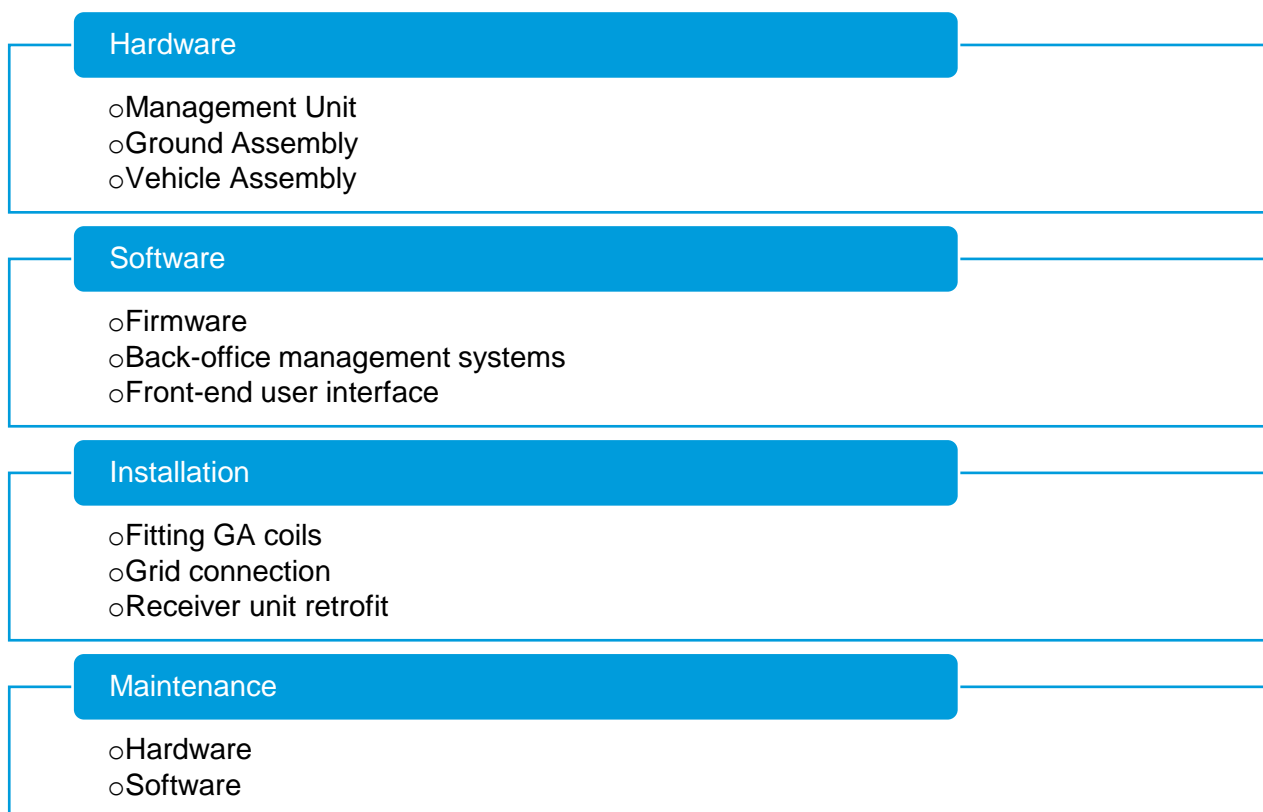 Hardware
oManagement Unit
oGround Assembly
oVehicle Assembly
Software
oFirmware
oBack-office management systems
oFront-end user interface
Installation
oFitting GA coils
oGrid connection
oReceiver unit retrofit
Maintenance
oHardware
oSoftware